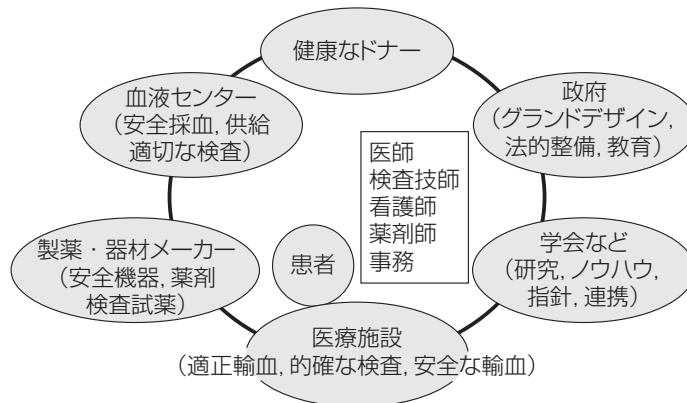 健康なドナー
血液センター
（安全採血, 供給
適切な検査）
政府
（グランドデザイン,
法的整備, 教育）
医師
検査技師
看護師
薬剤師
事務
製薬・器材メーカー
（安全機器, 薬剤
検査試薬）
患者
学会など
（研究, ノウハウ,
指針, 連携）
医療施設
（適正輸血, 的確な検査, 安全な輸血）